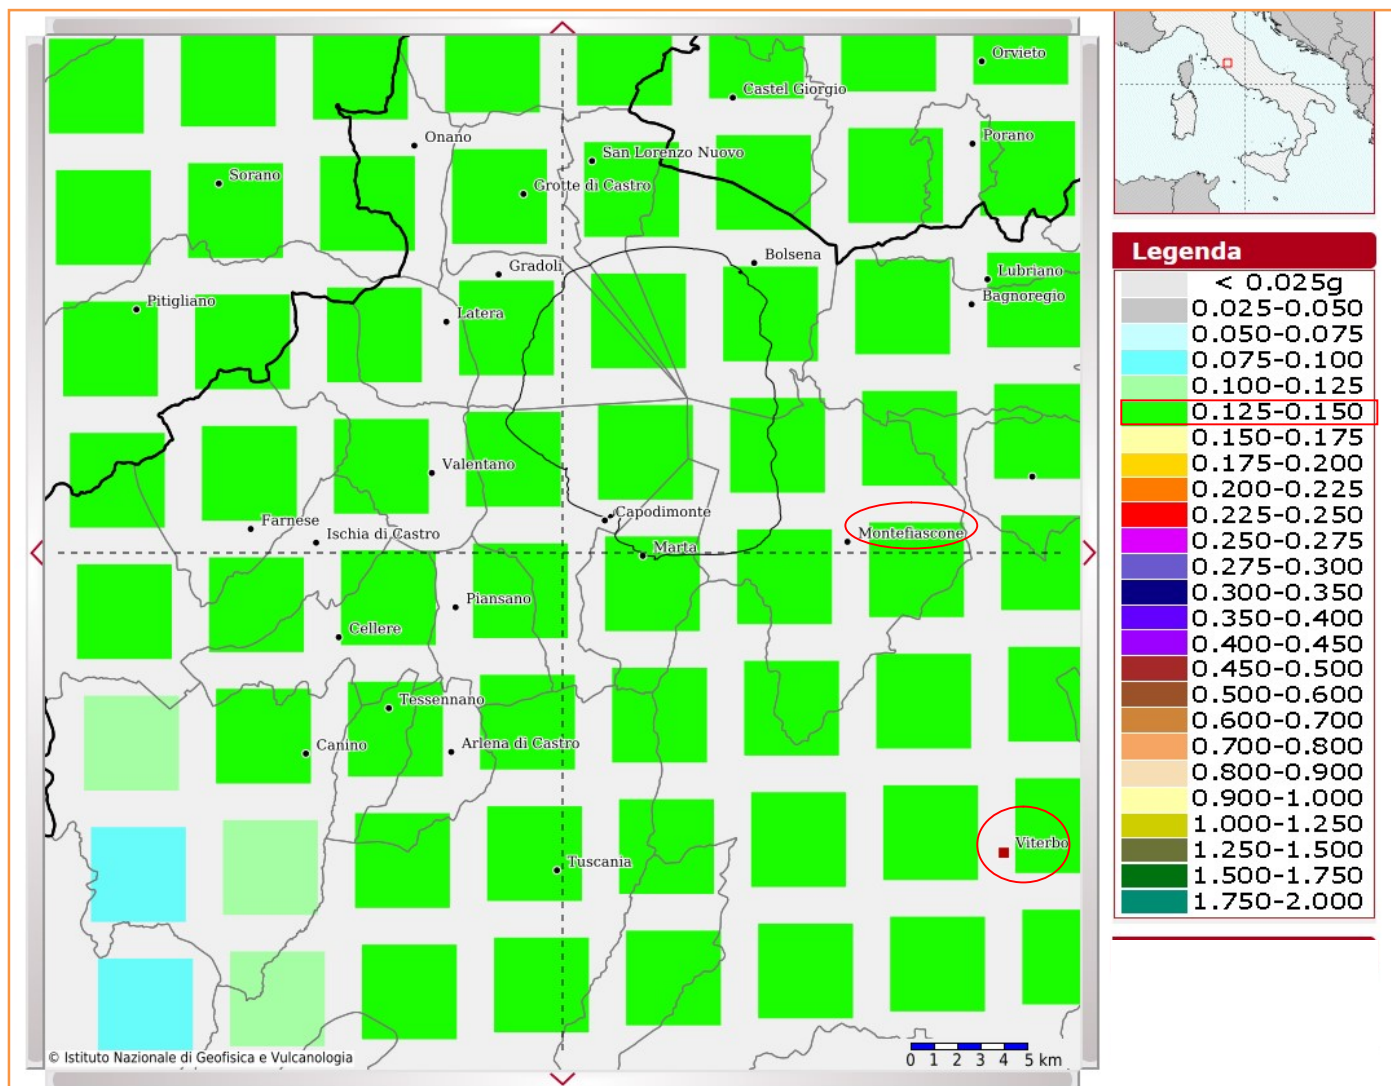 Orvieto
Castel Giorgio
Onano
Porano
San Lorenzo Nuovo
Sorano
Grotte di Castro
Bolsena
Gradoli
Lubriano
Bagnoregio
Pitigliano
Latera
Valentano
Capodimonte
Farnese
Ischia di Castro
Montefiascone
Marta
Piansano
Cellere
Tessennano
Canino
Arlena di Castro
Viterbo
Tuscania
© Istituto Nazionale di Geofisica e Vulcanologia
0 1 2 3 4 5 km
Legenda
< 0.025g
0.025-0.050
0.050-0.075
0.075-0.100
0.100-0.125
0.125-0.150
0.150-0.175
0.175-0.200
0.200-0.225
0.225-0.250
0.250-0.275
0.275-0.300
0.300-0.350
0.350-0.400
0.400-0.450
0.450-0.500
0.500-0.600
0.600-0.700
0.700-0.800
0.800-0.900
0.900-1.000
1.000-1.250
1.250-1.500
1.500-1.750
1.750-2.000